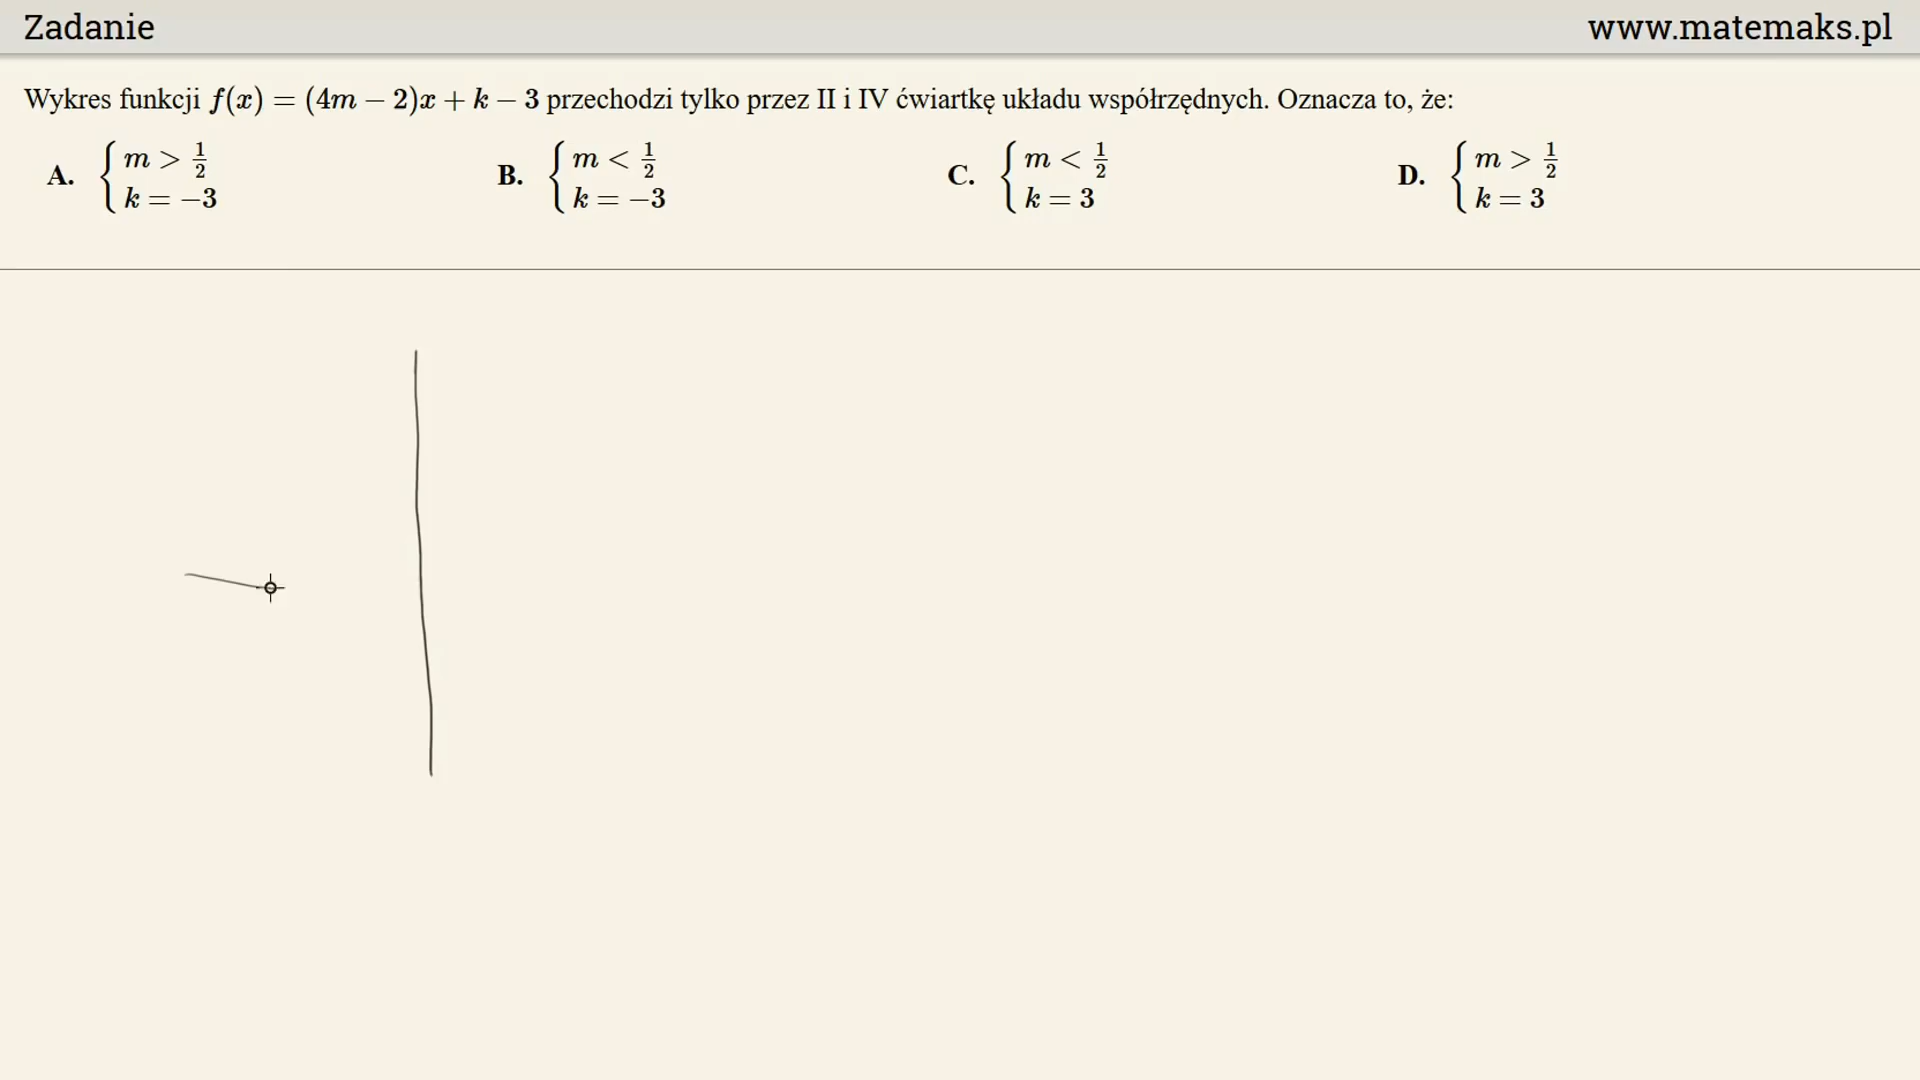 Zadanie
www.matemaks.pl
Wykres funkcji f(x) = (4m − 2)x + k − 3 przechodzi tylko przez II i IV ćwiartkę układu współrzędnych. Oznacza to, że:
A. { m > 1/2
k = −3
B. { m < 1/2
k = −3
C. { m < 1/2
k = 3
D. { m > 1/2
k = 3